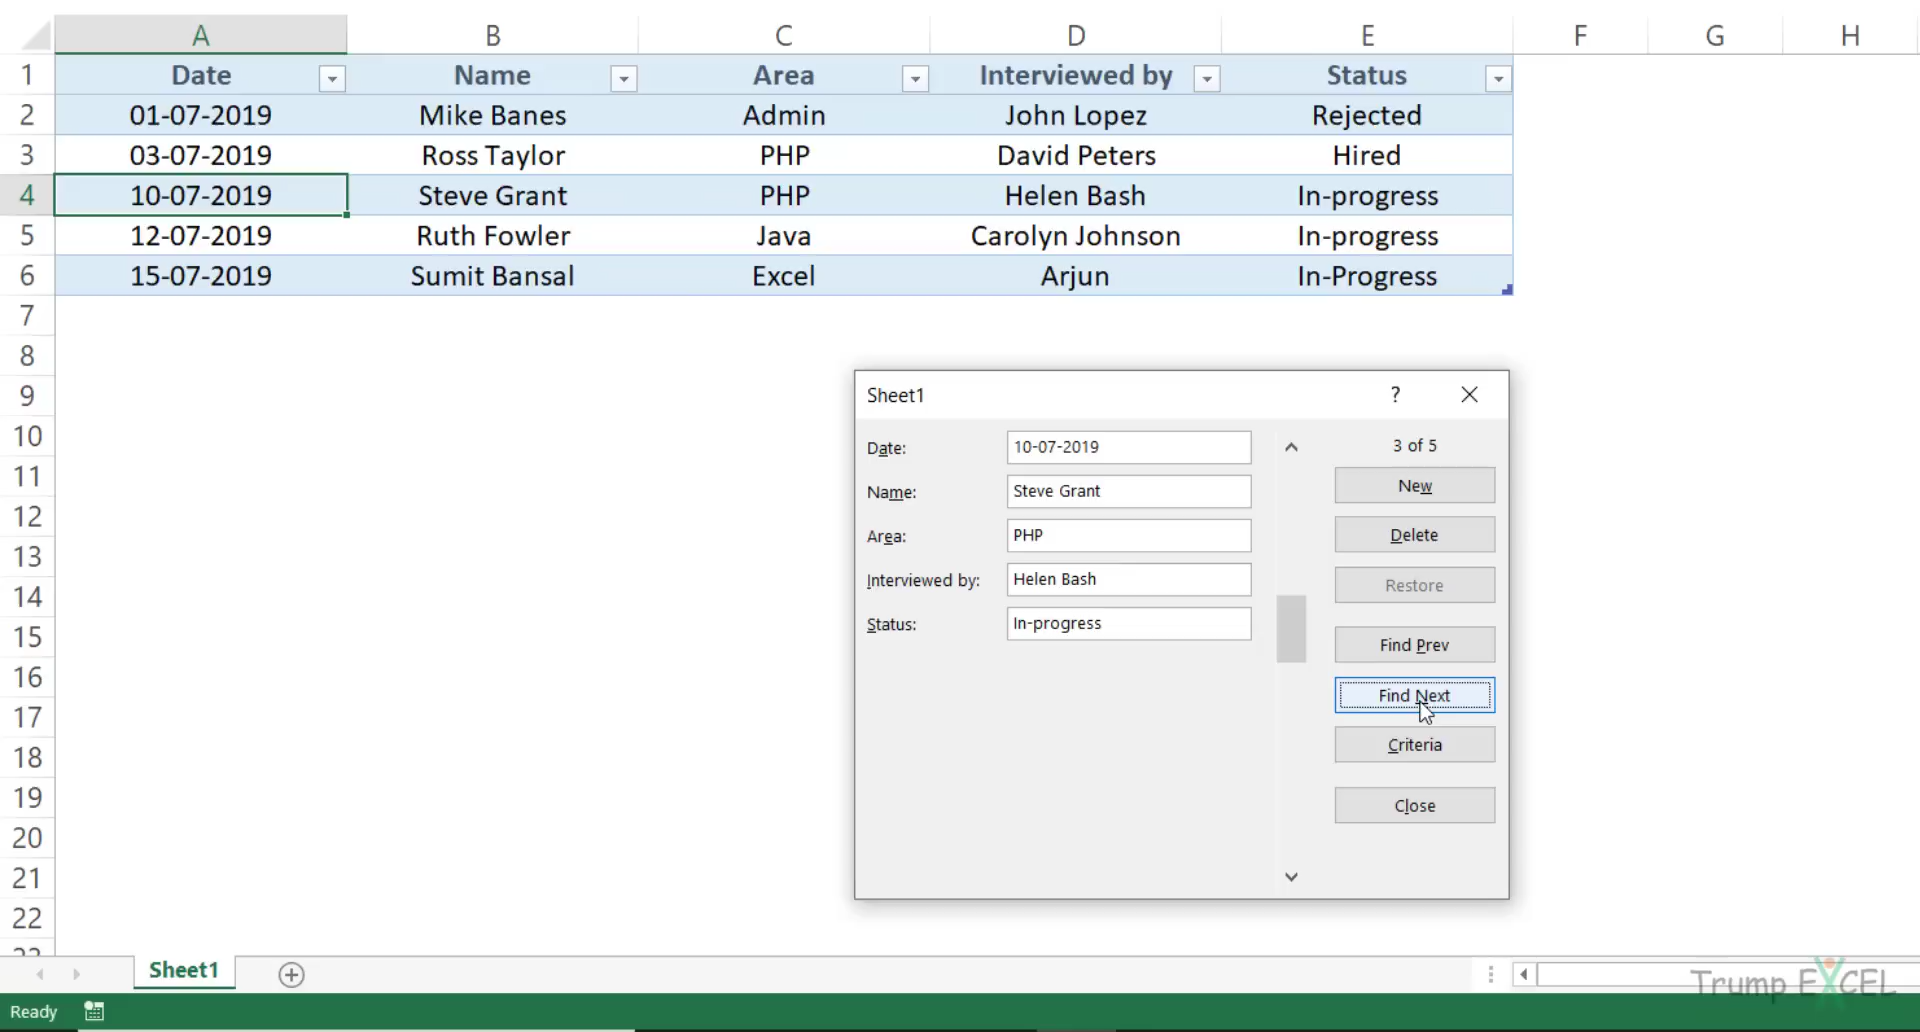 A B C D E F G H
1 Date Name Area Interviewed by Status
2 01-07-2019 Mike Banes Admin John Lopez Rejected
3 03-07-2019 Ross Taylor PHP David Peters Hired
4 10-07-2019 Steve Grant PHP Helen Bash In-progress
5 12-07-2019 Ruth Fowler Java Carolyn Johnson In-progress
6 15-07-2019 Sumit Bansal Excel Arjun In-Progress
7
8
9
10
11
12
13
14
15
16
17
18
19
20
21
22
Sheet1 ?
Date: 10-07-2019 3 of 5
Name: Steve Grant New
Area: PHP Delete
Interviewed by: Helen Bash Restore
Status: In-progress Find Prev
Find Next
Criteria
Close
Sheet1
Trump EXCEL
Ready